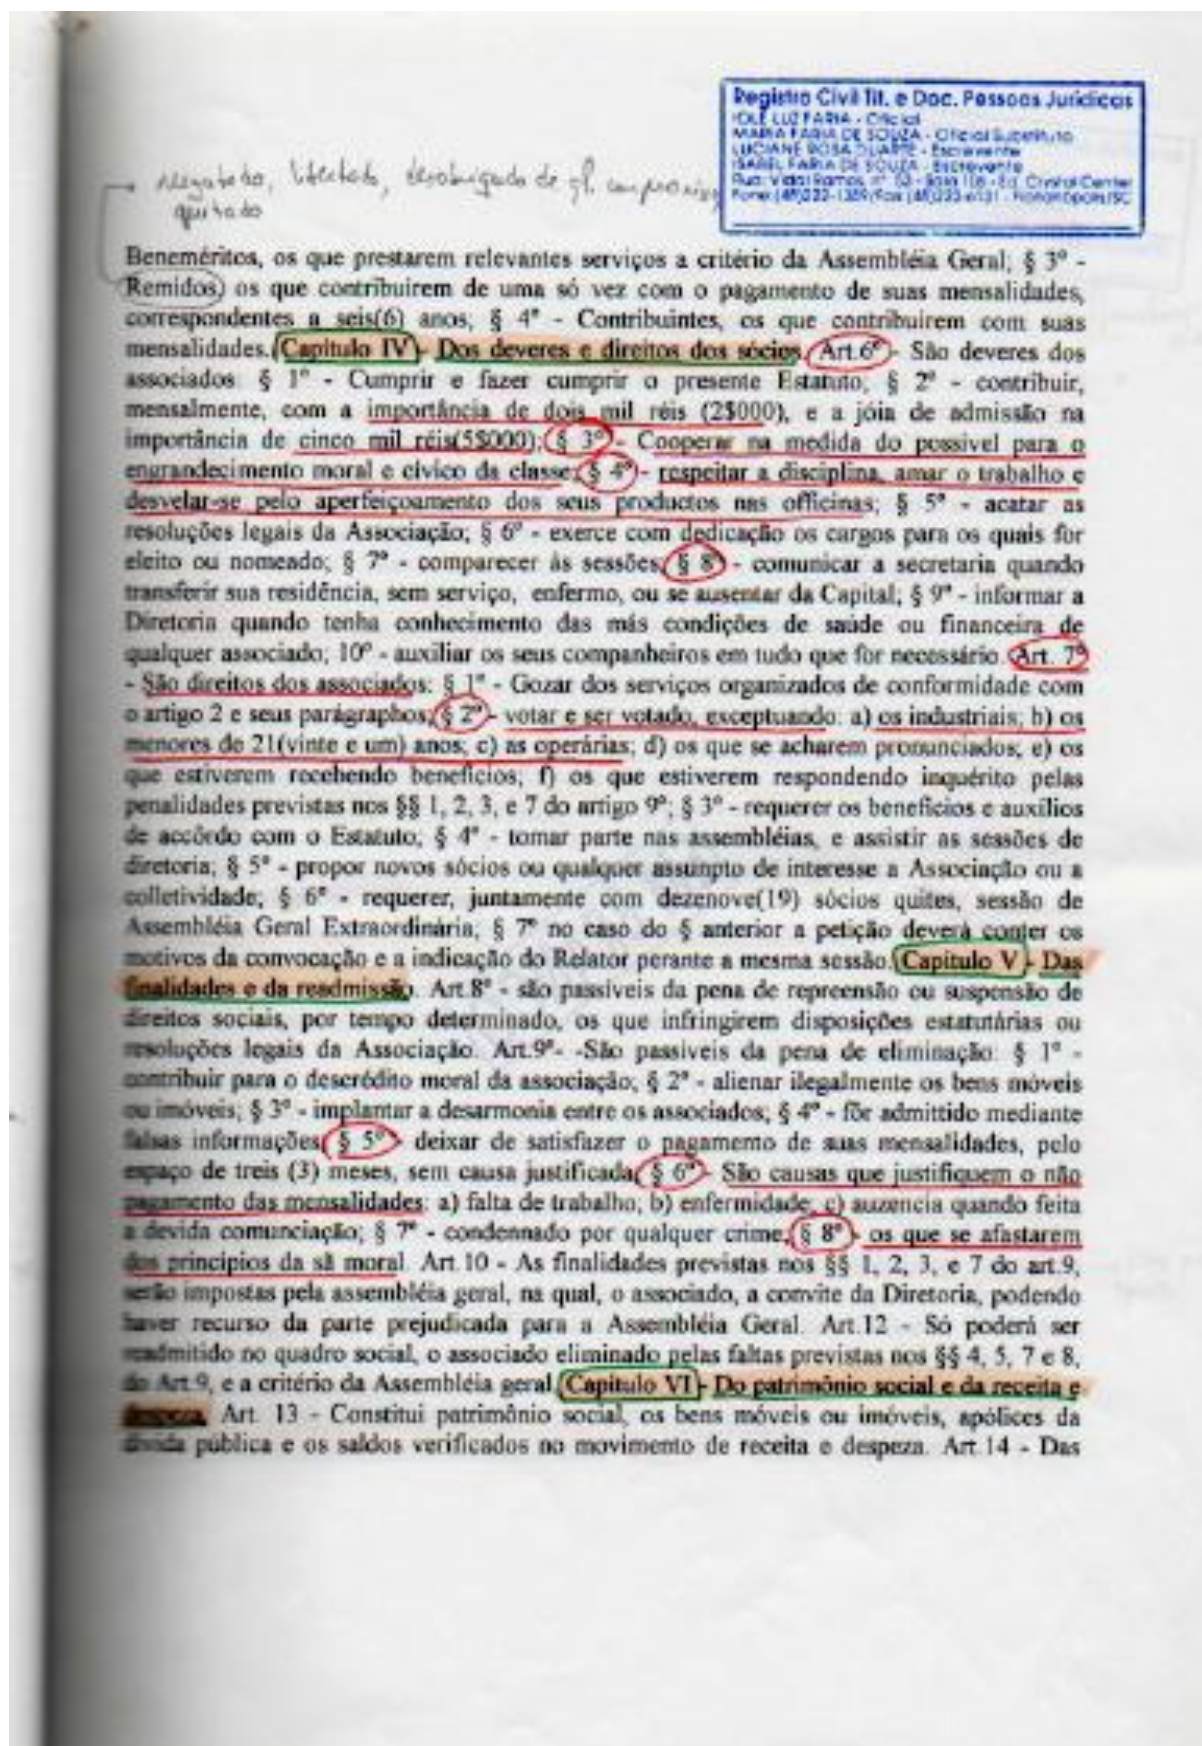 Registro Civil Tit. e Doc. Pessoas Jurídicas
IOLÉ LUZ FARIA - Oficial
MARIA FARIA DE SOUZA - Oficial Substituto
LUCIANE ROSA DUARTE - Escrevente
ISABEL FARIA DE SOUZA - Escrevente
Rua: Vidal Ramos, nº 53 - Sala 106 - Ed. Crystal Center
Florianópolis/SC
libertado, desobrigado de compromisso,
quitado
Beneméritos, os que prestarem relevantes serviços a critério da Assembléia Geral; § 3º -
Remidos, os que contribuirem de uma só vez com o pagamento de suas mensalidades,
correspondentes a seis(6) anos; § 4º - Contribuintes, os que contribuirem com suas
mensalidades. Capitulo IV - Dos deveres e direitos dos sócios. Art.6º - São deveres dos
associados: § 1º - Cumprir e fazer cumprir o presente Estatuto; § 2º - contribuir,
mensalmente, com a importância de dois mil réis (2$000), e a jóia de admissão na
importância de cinco mil réis(5$000); § 3º - Cooperar na medida do possivel para o
engrandecimento moral e cívico da classe; § 4º - respeitar a disciplina, amar o trabalho e
desvelar-se pelo aperfeiçoamento dos seus productos nas officinas; § 5º - acatar as
resoluções legais da Associação; § 6º - exerce com dedicação os cargos para os quais for
eleito ou nomeado; § 7º - comparecer às sessões; § 8º - comunicar a secretaria quando
transferir sua residência, sem serviço, enfermo, ou se ausentar da Capital; § 9º - informar a
Diretoria quando tenha conhecimento das más condições de saúde ou financeira de
qualquer associado; 10º - auxiliar os seus companheiros em tudo que for necessário. Art. 7º
- São direitos dos associados: § 1º - Gozar dos serviços organizados de conformidade com
o artigo 2 e seus parágraphos; § 2º - votar e ser votado, exceptuando: a) os industriais; b) os
menores de 21(vinte e um) anos; c) as operárias; d) os que se acharem pronunciados; e) os
que estiverem recebendo beneficios; f) os que estiverem respondendo inquérito pelas
penalidades previstas nos §§ 1, 2, 3, e 7 do artigo 9º; § 3º - requerer os beneficios e auxílios
de accôrdo com o Estatuto; § 4º - tomar parte nas assembléias, e assistir as sessões de
diretoria; § 5º - propor novos sócios ou qualquer assunpto de interesse a Associação ou a
colletividade; § 6º - requerer, juntamente com dezenove(19) sócios quites, sessão de
Assembléia Geral Extraordinária; § 7º no caso do § anterior a petição deverá conter os
motivos da convocação e a indicação do Relator perante a mesma sessão. Capitulo V - Das
finalidades e da readmissão. Art.8º - são passíveis da pena de repreensão ou suspensão de
direitos sociais, por tempo determinado, os que infringirem disposições estatutárias ou
resoluções legais da Associação. Art.9º- -São passíveis da pena de eliminação: § 1º -
contribuir para o descrédito moral da associação; § 2º - alienar ilegalmente os bens móveis
ou imóveis; § 3º - implantar a desarmonia entre os associados; § 4º - fôr admittido mediante
falsas informações; § 5º - deixar de satisfazer o pagamento de suas mensalidades, pelo
espaço de treis (3) meses, sem causa justificada; § 6º - São causas que justifiquem o não
pagamento das mensalidades: a) falta de trabalho; b) enfermidade; c) auzencia quando feita
a devida comunciação; § 7º - condennado por qualquer crime; § 8º - os que se afastarem
dos princípios da sã moral. Art.10 - As finalidades previstas nos §§ 1, 2, 3, e 7 do art.9,
serão impostas pela assembléia geral, na qual, o associado, a convite da Diretoria, podendo
haver recurso da parte prejudicada para a Assembléia Geral. Art.12 - Só poderá ser
readmitido no quadro social, o associado eliminado pelas faltas previstas nos §§ 4, 5, 7 e 8,
do Art.9, e a critério da Assembléia geral. Capitulo VI - Do patrimônio social e da receita e
despeza. Art. 13 - Constitui patrimônio social, os bens móveis ou imóveis, apólices da
dívida pública e os saldos verificados no movimento de receita e despeza. Art.14 - Das